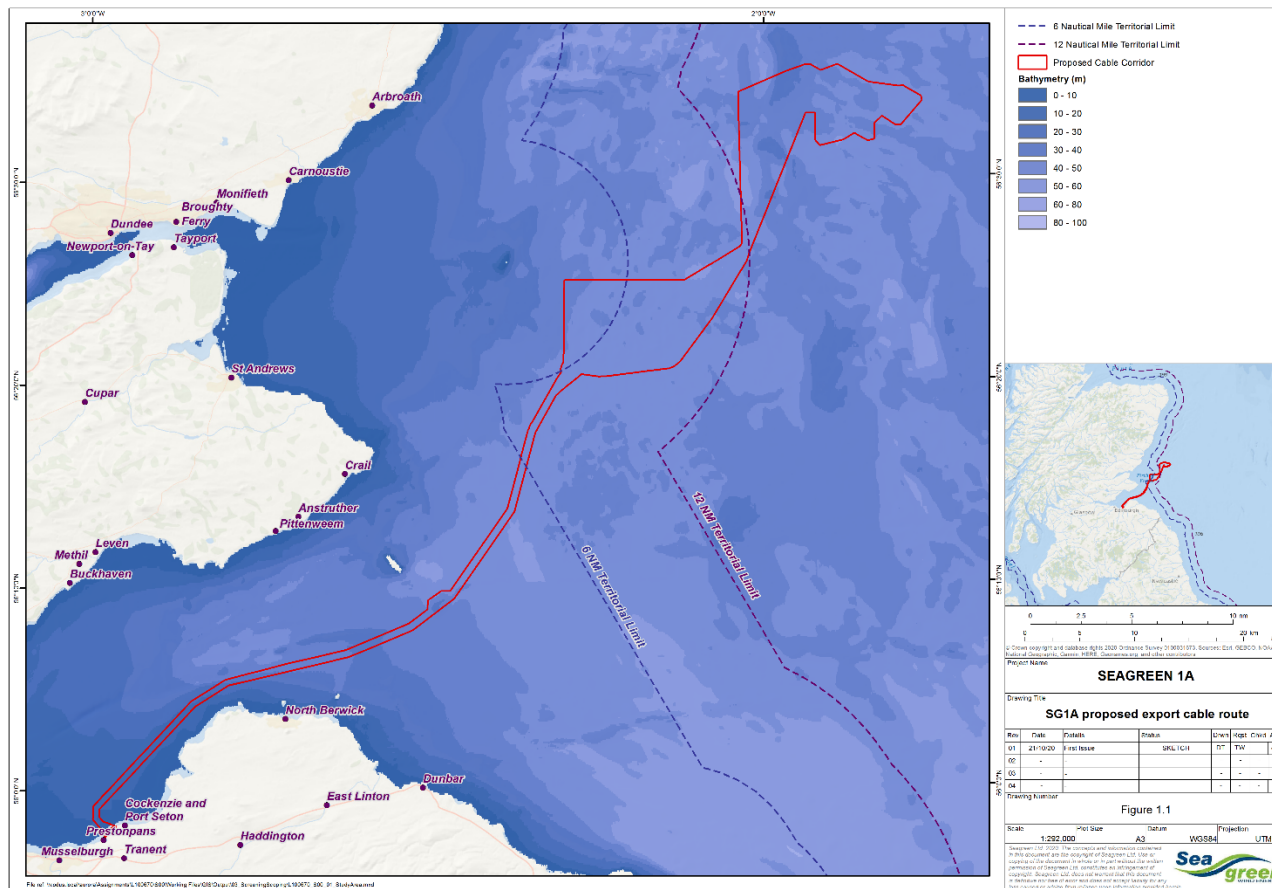 3°0'0"W
2°0'0"W
Arbroath
Carnoustie
Monifieth
Broughty
Ferry
Dundee
Tayport
Newport-on-Tay
St Andrews
Cupar
Crail
Anstruther
Pittenweem
Leven
Methil
Buckhaven
North Berwick
Dunbar
East Linton
Cockenzie and
Port Seton
Prestonpans
Haddington
Tranent
Musselburgh
6 NM Territorial Limit
12 NM Territorial Limit
6 Nautical Mile Territorial Limit
12 Nautical Mile Territorial Limit
Proposed Cable Corridor
Bathymetry (m)
0 - 10
10 - 20
20 - 30
30 - 40
40 - 50
50 - 60
60 - 80
80 - 100
0 2.5 5 10 nm
0 5 10 20 km
Project Name
SEAGREEN 1A
Drawing Title
SG1A proposed export cable route
Rev Date Details Status Drwn Rqst Chkd
01 21/10/20 First Issue SKETCH BT TW
02 - - -
03 - - - - -
04 - - - - -
Drawing Number
Figure 1.1
Scale Plot Size Datum Projection
1:292,000 A3 WGS84 UTM
Sea
green